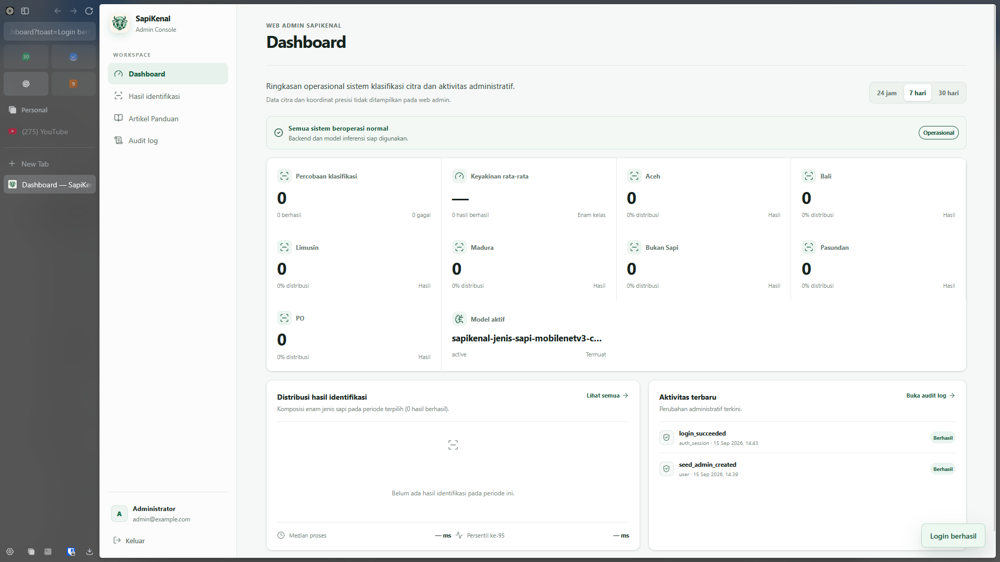 hboard?toast=Login ber
30
9
Personal
(275) YouTube
New Tab
Dashboard — SapiKe
SapiKenal
Admin Console
WORKSPACE
Dashboard
Hasil identifikasi
Artikel Panduan
Audit log
A
Administrator
admin@example.com
Keluar
WEB ADMIN SAPIKENAL
Dashboard
Ringkasan operasional sistem klasifikasi citra dan aktivitas administratif.
Data citra dan koordinat presisi tidak ditampilkan pada web admin.
24 jam 7 hari 30 hari
Semua sistem beroperasi normal
Backend dan model inferensi siap digunakan.
Operasional
Percobaan klasifikasi
0
0 berhasil 0 gagal
Keyakinan rata-rata
—
0 hasil berhasil Enam kelas
Aceh
0
0% distribusi Hasil
Bali
0
0% distribusi Hasil
Limusin
0
0% distribusi Hasil
Madura
0
0% distribusi Hasil
Bukan Sapi
0
0% distribusi Hasil
Pasundan
0
0% distribusi Hasil
PO
0
0% distribusi Hasil
Model aktif
sapikenal-jenis-sapi-mobilenetv3-c...
active Termuat
Distribusi hasil identifikasi
Lihat semua →
Komposisi enam jenis sapi pada periode terpilih (0 hasil berhasil).
Belum ada hasil identifikasi pada periode ini.
Median proses — ms
Persentil ke-95 — ms
Aktivitas terbaru
Buka audit log →
Perubahan administratif terkini.
login_succeeded
auth_session · 15 Sep 2026, 14.43
Berhasil
seed_admin_created
user · 15 Sep 2026, 14.39
Berhasil
Login berhasil